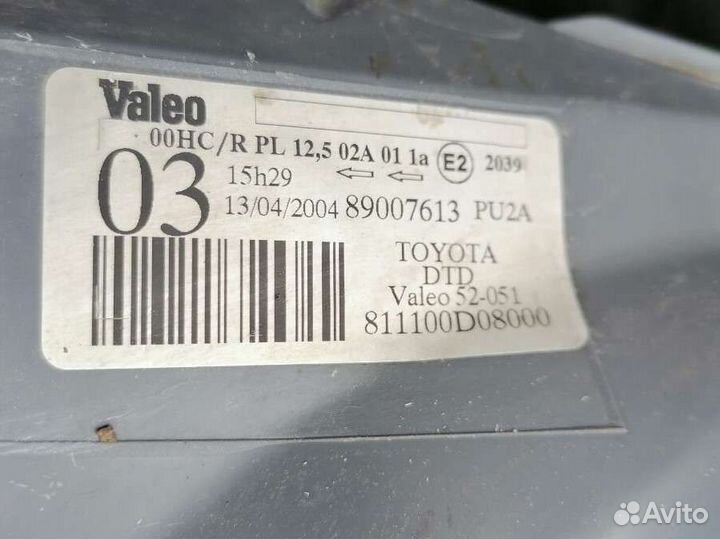 Valeo
00HC/R PL 12,5 02A 01 1a E2 2039
03
15h29
13/04/2004 89007613 PU2A
TOYOTA
DTD
Valeo 52-051
811100D08000
Avito